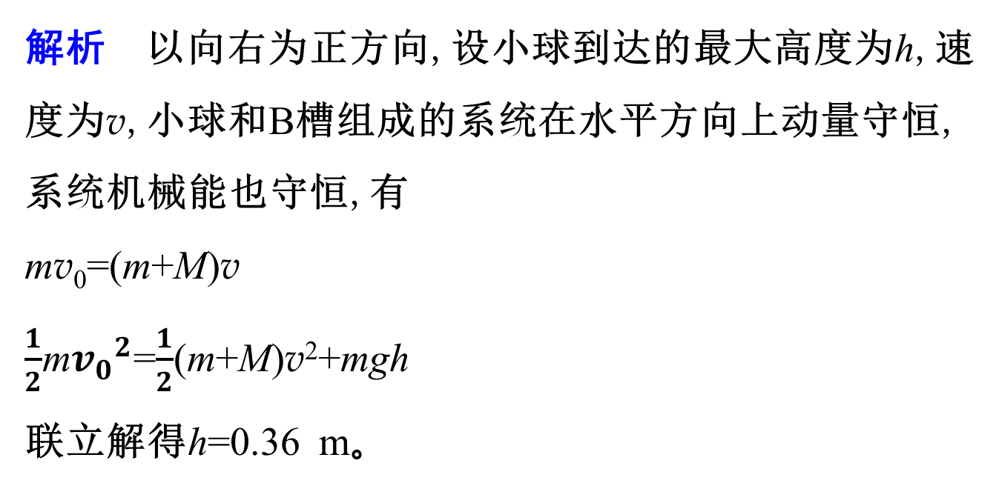 解析 以向右为正方向,设小球到达的最大高度为h,速
度为v,小球和B槽组成的系统在水平方向上动量守恒,
系统机械能也守恒,有
mv₀=(m+M)v
½mv₀²=½(m+M)v²+mgh
联立解得h=0.36 m。